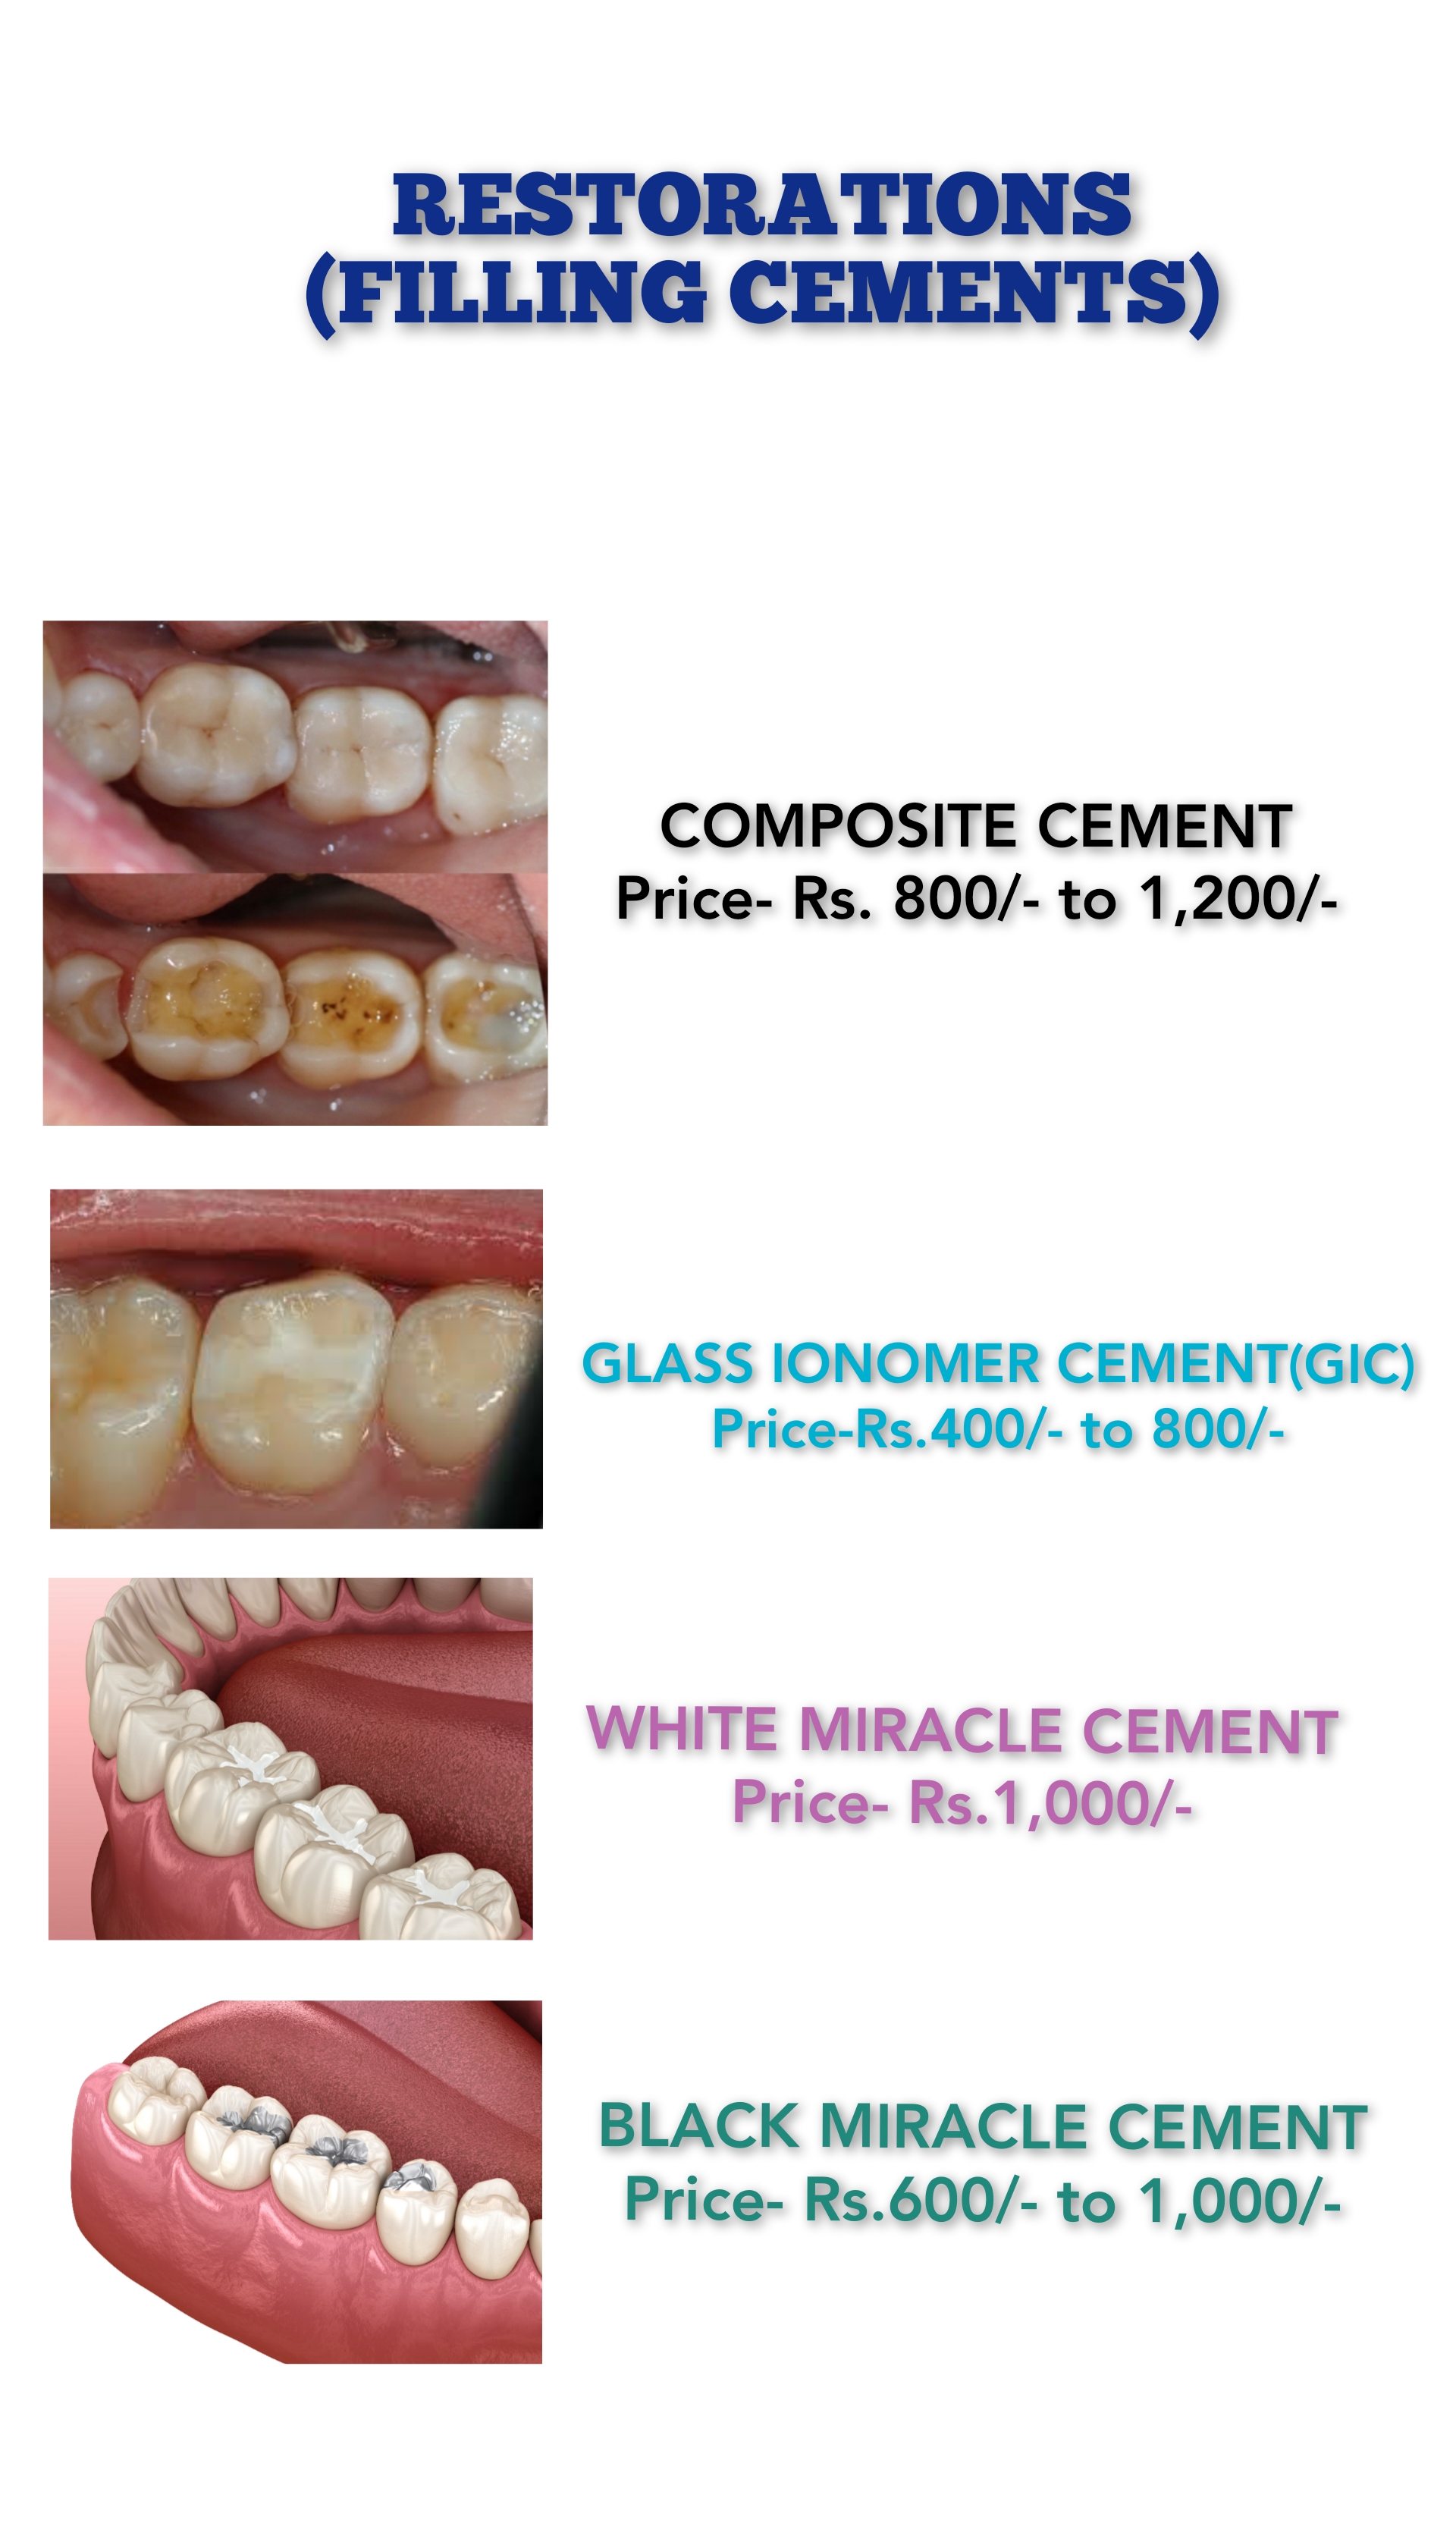 RESTORATIONS
(FILLING CEMENTS)
COMPOSITE CEMENT
Price- Rs. 800/- to 1,200/-
GLASS IONOMER CEMENT(GIC)
Price-Rs.400/- to 800/-
WHITE MIRACLE CEMENT
Price- Rs.1,000/-
BLACK MIRACLE CEMENT
Price- Rs.600/- to 1,000/-